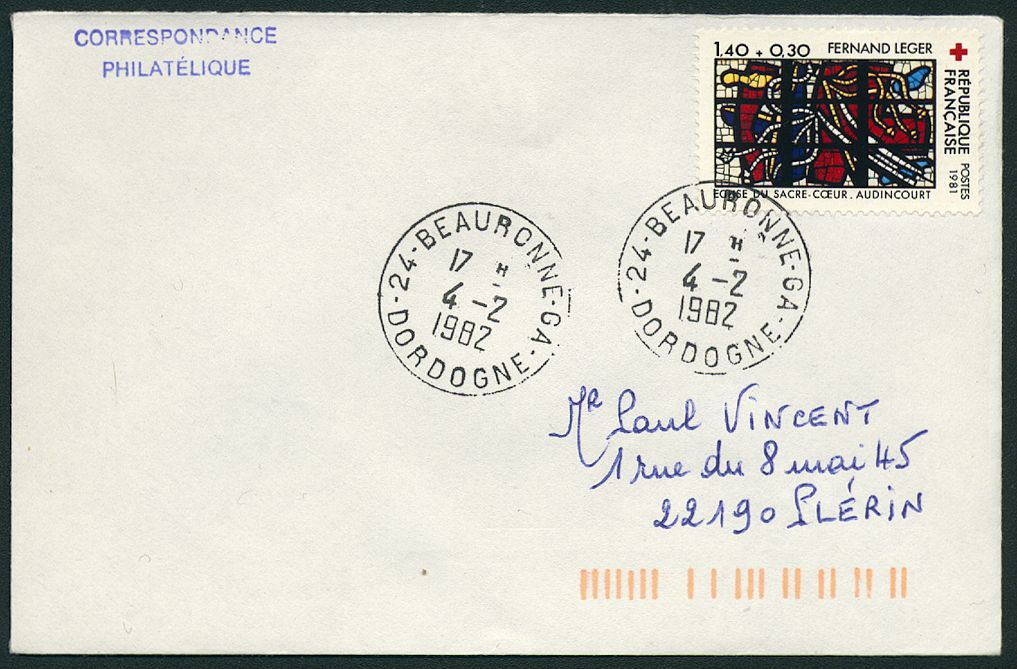 CORRESPONDANCE
PHILATÉLIQUE
1,40 + 0,30 FERNAND LEGER
RÉPUBLIQUE
FRANÇAISE
POSTES
1981
EGLISE DU SACRE-CŒUR. AUDINCOURT
24-BEAURONNE-GA-
17 H
4-2
1982
DORDOGNE
24-BEAURONNE-GA-
17 H
4-2
1982
DORDOGNE
Mr Paul VINCENT
1 rue du 8 mai 45
22190 PLÉRIN